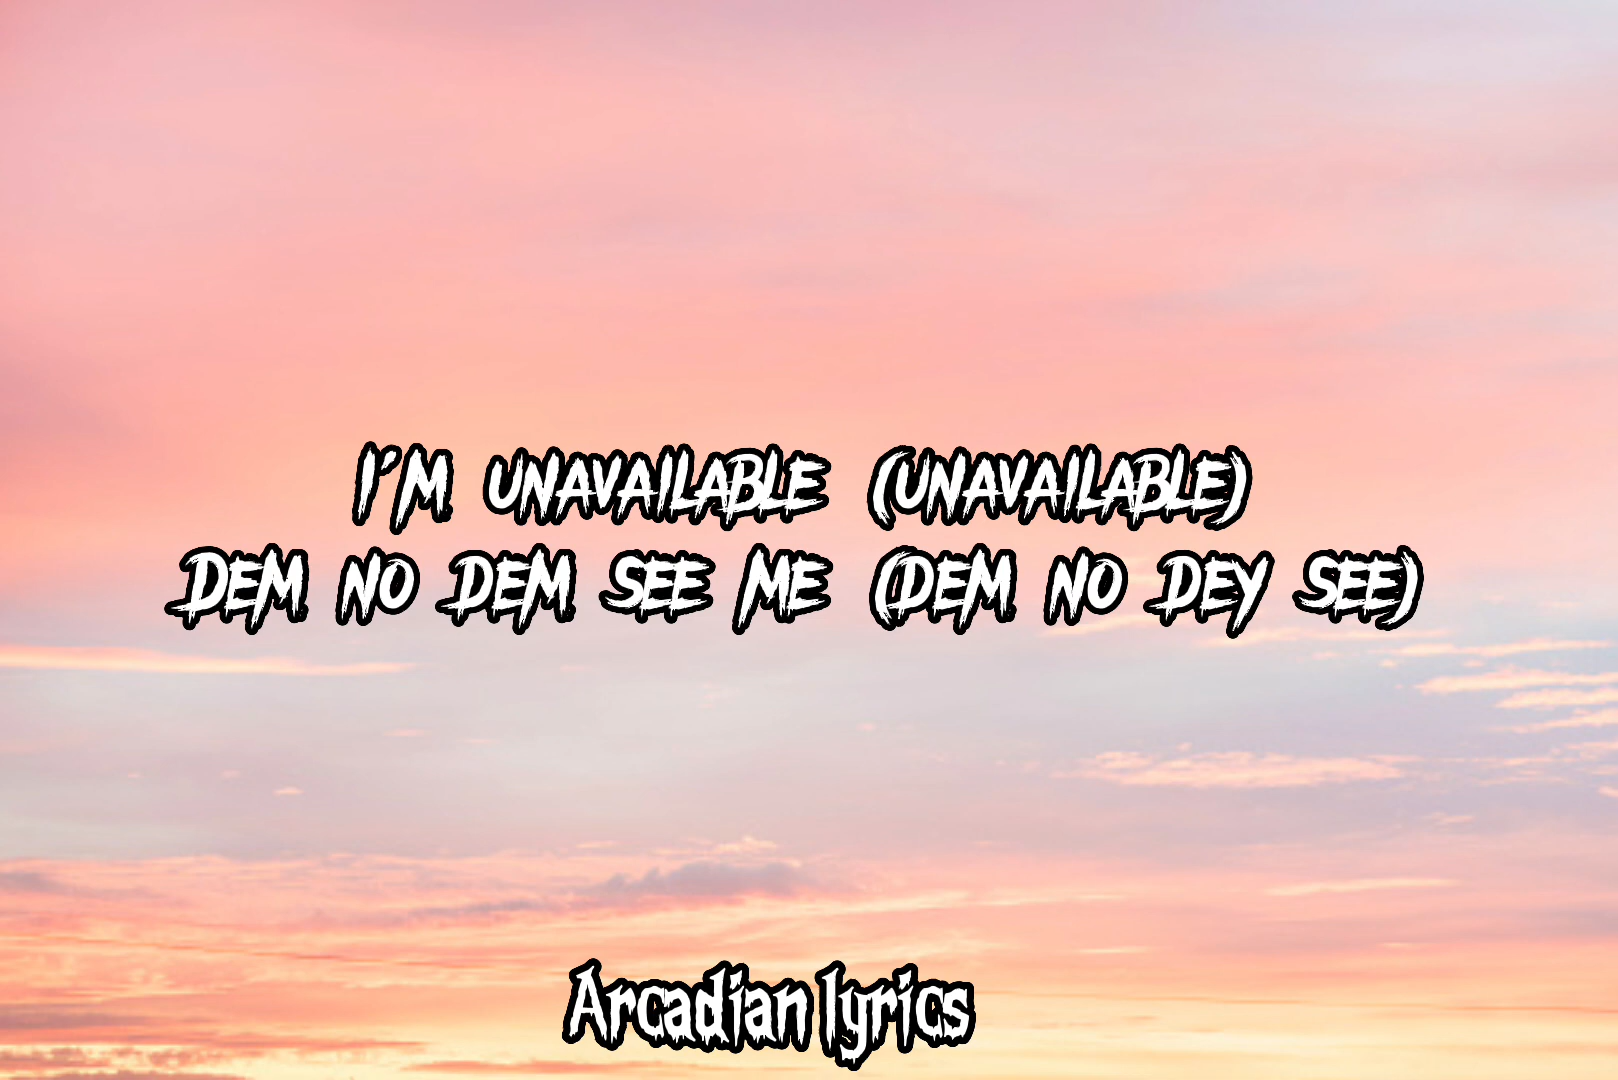 I'm unavailable (unavailable)
Dem no dem see me (Dem no dey see)
Arcadian lyrics